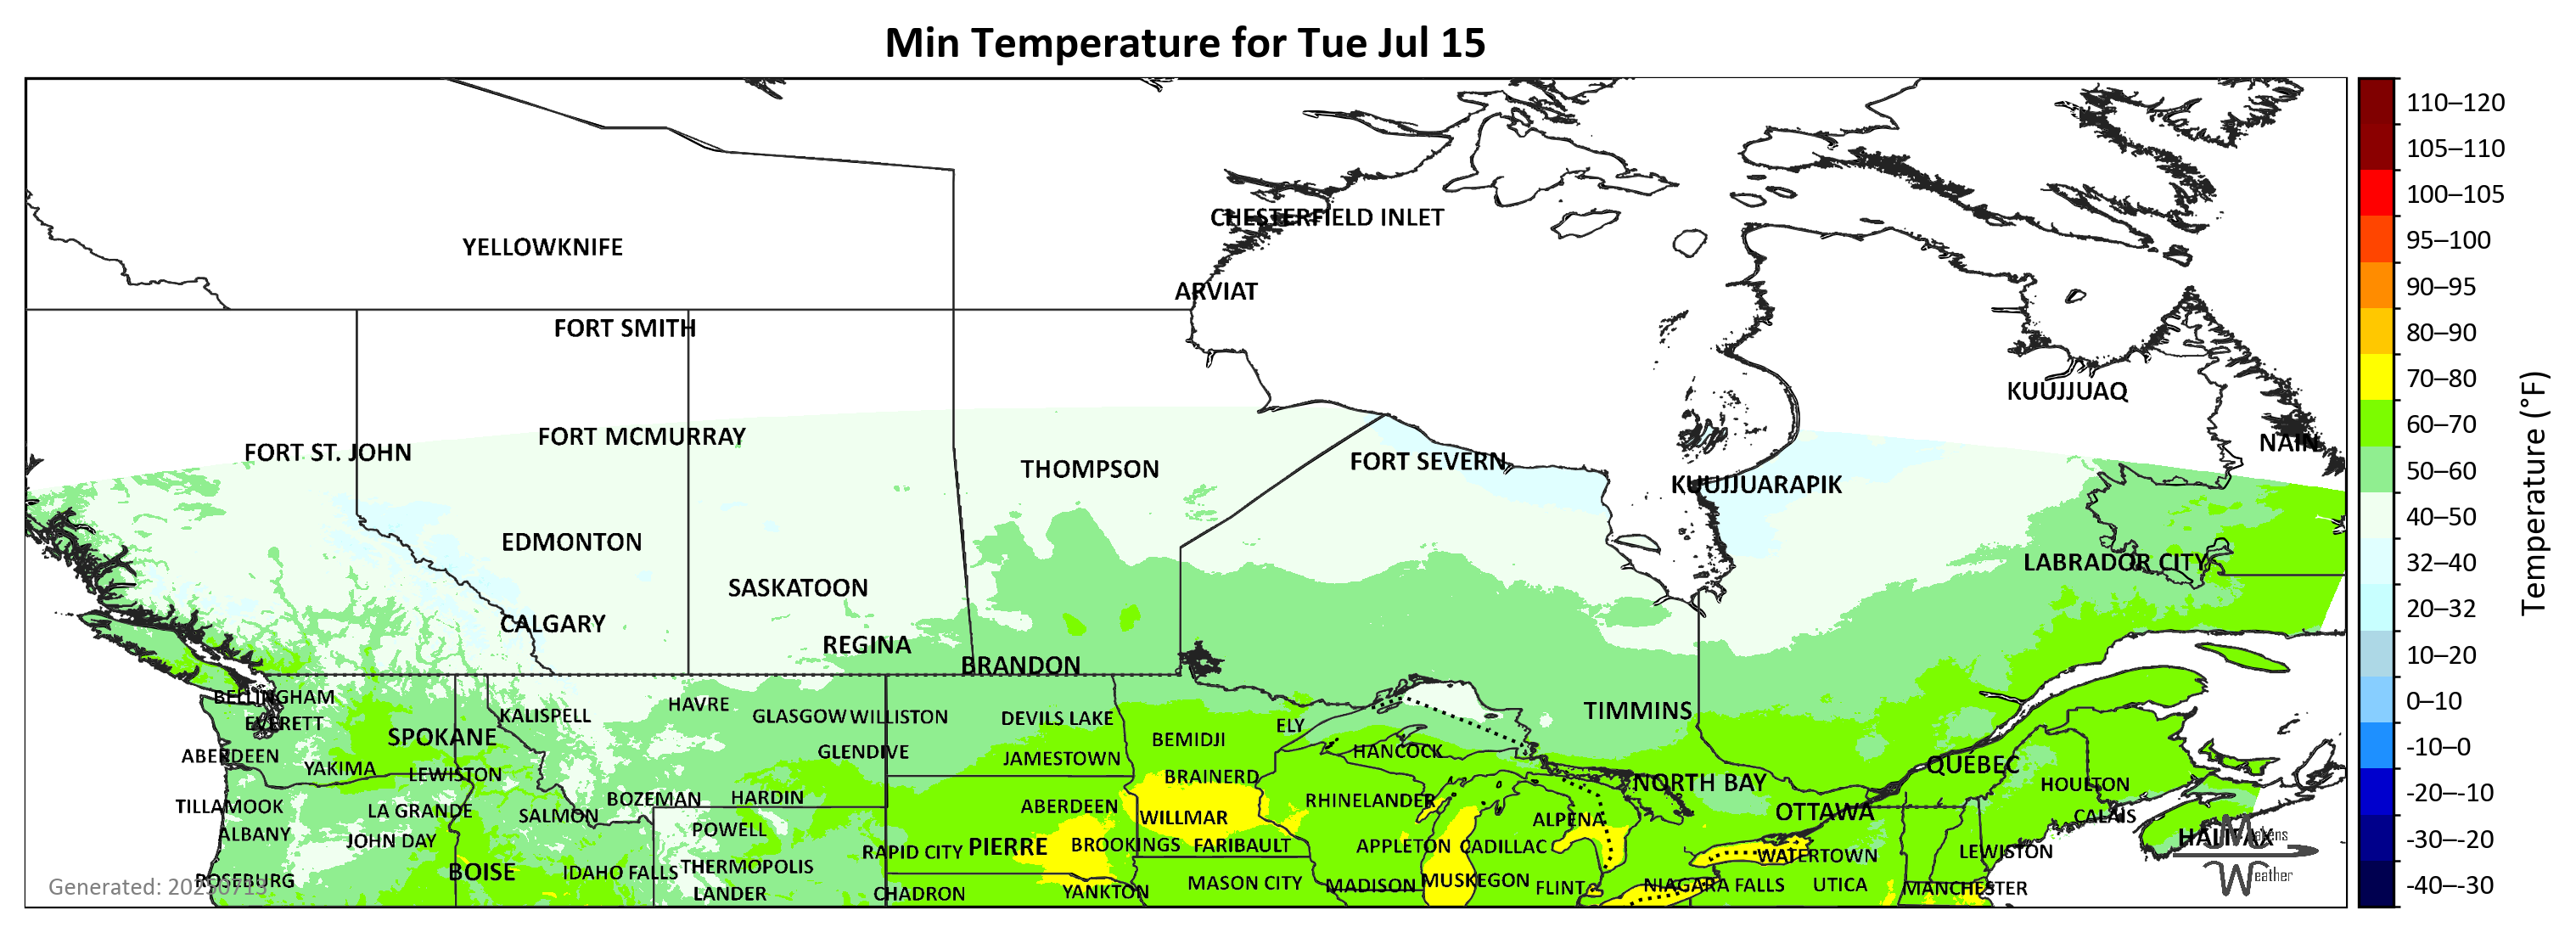 Min Temperature for Tue Jul 15
CHESTERFIELD INLET
YELLOWKNIFE
ARVIAT
FORT SMITH
KUUJJUAQ
FORT MCMURRAY
NAIN
FORT ST. JOHN
THOMPSON
FORT SEVERN
KUUJJUARAPIK
EDMONTON
LABRADOR CITY
SASKATOON
CALGARY
REGINA
BRANDON
BELLINGHAM
HAVRE
KALISPELL
GLASGOW
WILLISTON
DEVILS LAKE
TIMMINS
EVERETT
ELY
SPOKANE
BEMIDJI
ABERDEEN
GLENDIVE
JAMESTOWN
HANCOCK
QUEBEC
YAKIMA
LEWISTON
BRAINERD
NORTH BAY
HOULTON
BOZEMAN
HARDIN
TILLAMOOK
LA GRANDE
SALMON
ABERDEEN
RHINELANDER
OTTAWA
WILLMAR
ALPENA
CALAIS
ALBANY
JOHN DAY
POWELL
HALIFAX
Makens
Weather
RAPID CITY
PIERRE
BROOKINGS
FARIBAULT
APPLETON
CADILLAC
WATERTOWN
LEWISTON
BOISE
IDAHO FALLS
THERMOPOLIS
ROSEBURG
MASON CITY
MADISON
MUSKEGON
FLINT
NIAGARA FALLS
UTICA
MANCHESTER
LANDER
CHADRON
YANKTON
Generated: 20250713
110–120
105–110
100–105
95–100
90–95
80–90
70–80
60–70
50–60
40–50
32–40
20–32
10–20
0–10
-10–0
-20–-10
-30–-20
-40–-30
Temperature (°F)